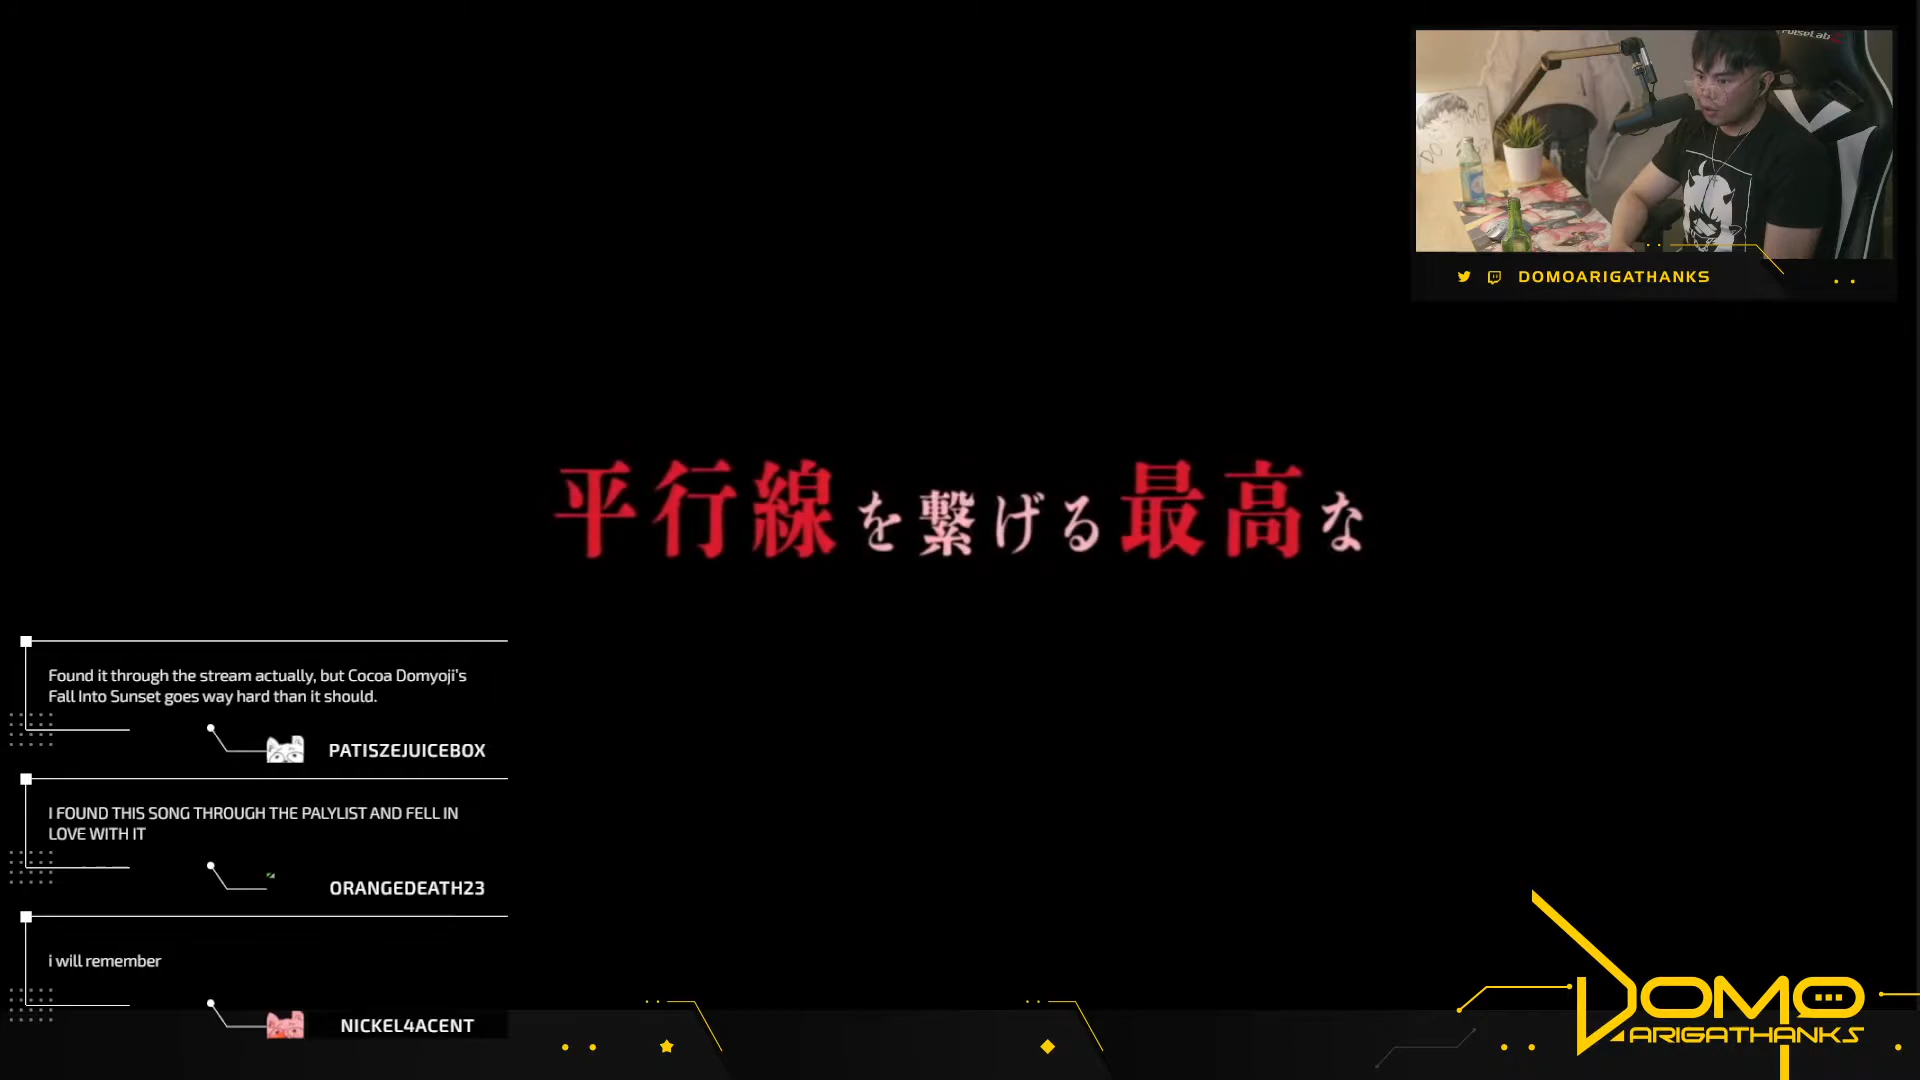 DOMOARIGATHANKS
平行線を繋げる最高な
Found it through the stream actually, but Cocoa Domyoji's
Fall Into Sunset goes way hard than it should.
PATISZEJUICEBOX
I FOUND THIS SONG THROUGH THE PALYLIST AND FELL IN
LOVE WITH IT
ORANGEDEATH23
i will remember
NICKEL4ACENT
DOMO
ARIGATHANKS